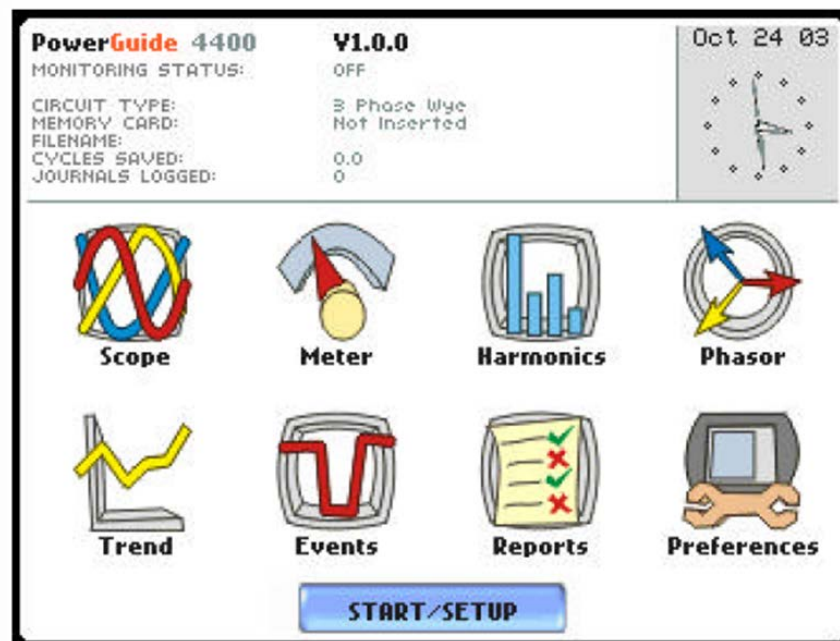 PowerGuide 4400 V1.0.0 Oct 24 03
MONITORING STATUS: OFF
CIRCUIT TYPE: 3 Phase Wye
MEMORY CARD: Not Inserted
FILENAME:
CYCLES SAVED: 0.0
JOURNALS LOGGED: 0
Scope Meter Harmonics Phasor
Trend Events Reports Preferences
START/SETUP